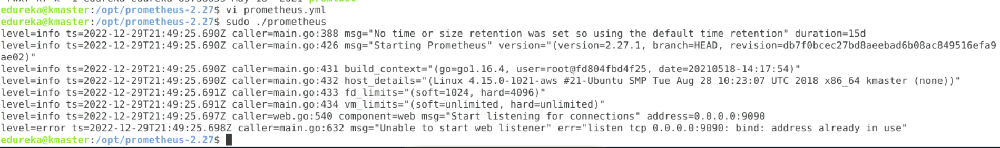 edureka@kmaster:/opt/prometheus-2.27$ vi prometheus.yml
edureka@kmaster:/opt/prometheus-2.27$ sudo ./prometheus
level=info ts=2022-12-29T21:49:25.690Z caller=main.go:388 msg="No time or size retention was set so using the default time retention" duration=15d
level=info ts=2022-12-29T21:49:25.690Z caller=main.go:426 msg="Starting Prometheus" version="(version=2.27.1, branch=HEAD, revision=db7f0bcec27bd8aeebad6b08ac849516efa9
ae02)"
level=info ts=2022-12-29T21:49:25.690Z caller=main.go:431 build_context="(go=go1.16.4, user=root@fd804fbd4f25, date=20210518-14:17:54)"
level=info ts=2022-12-29T21:49:25.690Z caller=main.go:432 host_details="(Linux 4.15.0-1021-aws #21-Ubuntu SMP Tue Aug 28 10:23:07 UTC 2018 x86_64 kmaster (none))"
level=info ts=2022-12-29T21:49:25.691Z caller=main.go:433 fd_limits="(soft=1024, hard=4096)"
level=info ts=2022-12-29T21:49:25.691Z caller=main.go:434 vm_limits="(soft=unlimited, hard=unlimited)"
level=info ts=2022-12-29T21:49:25.697Z caller=web.go:540 component=web msg="Start listening for connections" address=0.0.0.0:9090
level=error ts=2022-12-29T21:49:25.698Z caller=main.go:632 msg="Unable to start web listener" err="listen tcp 0.0.0.0:9090: bind: address already in use"
edureka@kmaster:/opt/prometheus-2.27$